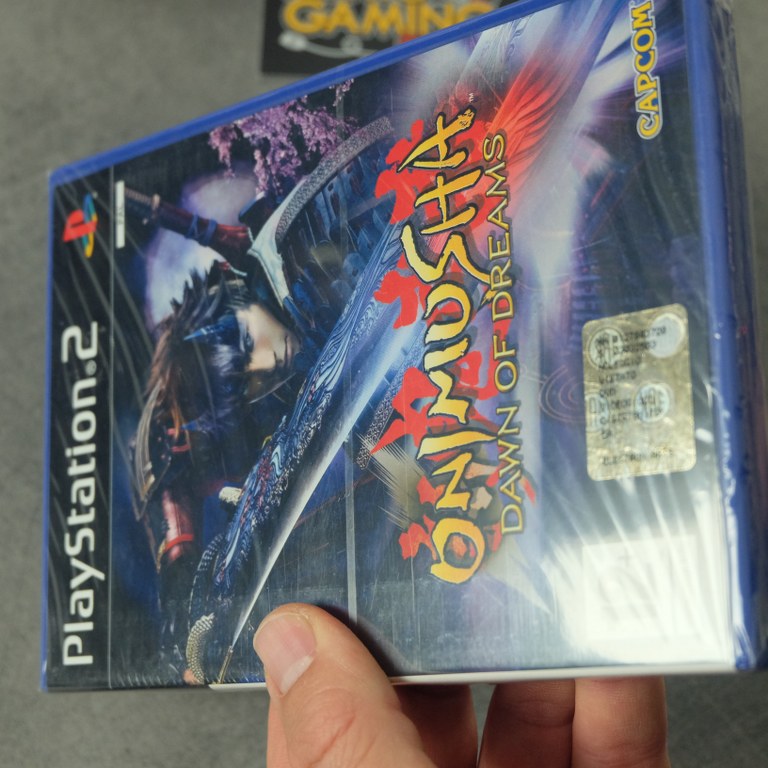 GAMING
PlayStation.2
ONIMUSHA
DAWN OF DREAMS
CAPCOM